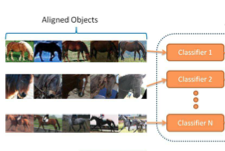 Aligned Objects
Classifier 1
Classifier 2
Classifier N